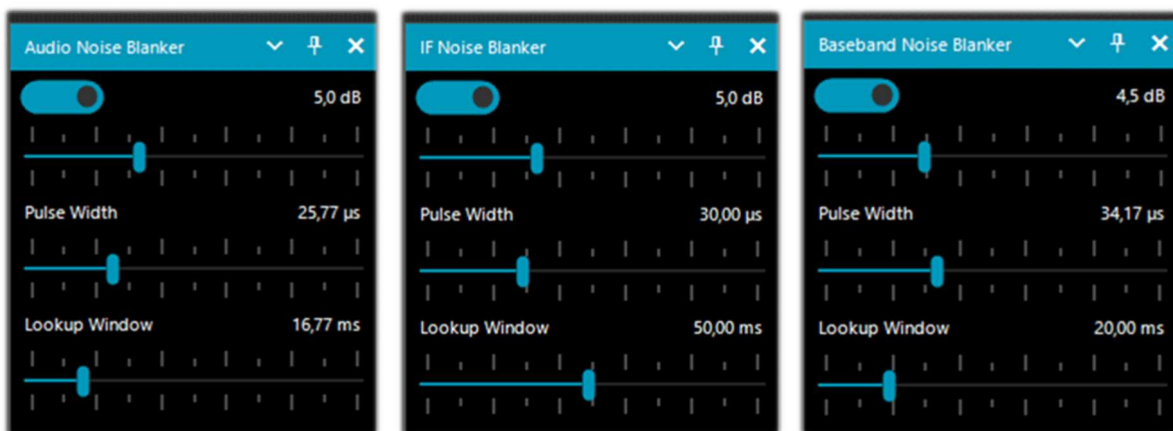 Audio Noise Blanker
5,0 dB
Pulse Width 25,77 µs
Lookup Window 16,77 ms
IF Noise Blanker
5,0 dB
Pulse Width 30,00 µs
Lookup Window 50,00 ms
Baseband Noise Blanker
4,5 dB
Pulse Width 34,17 µs
Lookup Window 20,00 ms